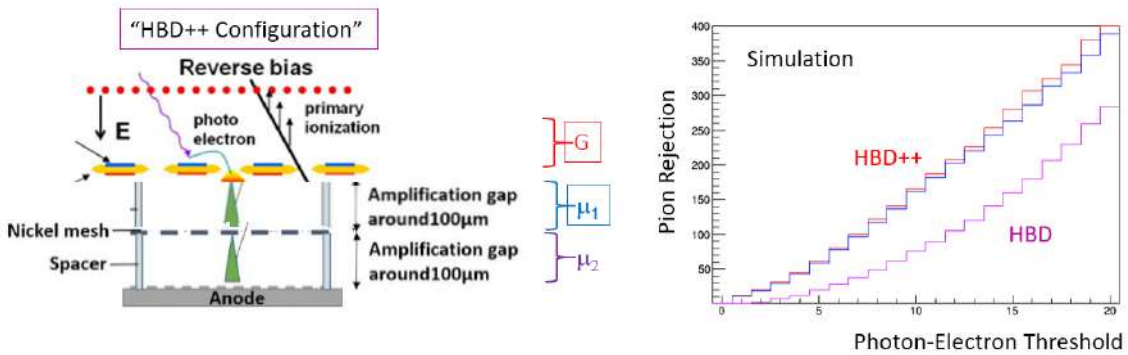 “HBD++ Configuration”
Reverse bias
primary
ionization
photo
electron
E
G
Amplification gap
around100μm
μ1
Nickel mesh
Amplification gap
around100μm
μ2
Spacer
Anode
Simulation
HBD++
HBD
Pion Rejection
400
350
300
250
200
150
100
50
0
5
10
15
20
Photon-Electron Threshold